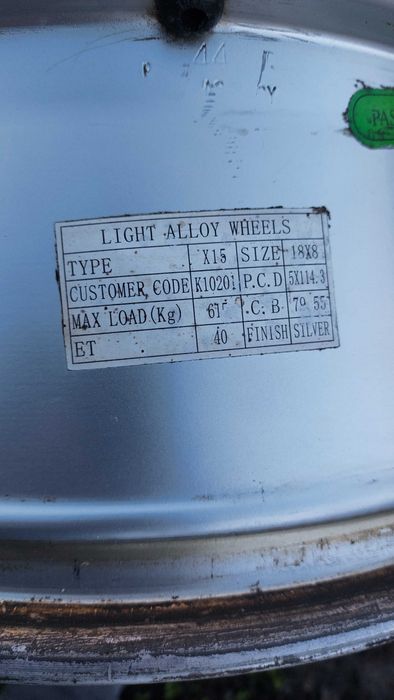 PAS
LIGHT ALLOY WHEELS
TYPE X15 SIZE 18X8
CUSTOMER CODE K10201 P.C.D 5X114.3
MAX LOAD(Kg) C.B.
ET 40 FINISH SILVER